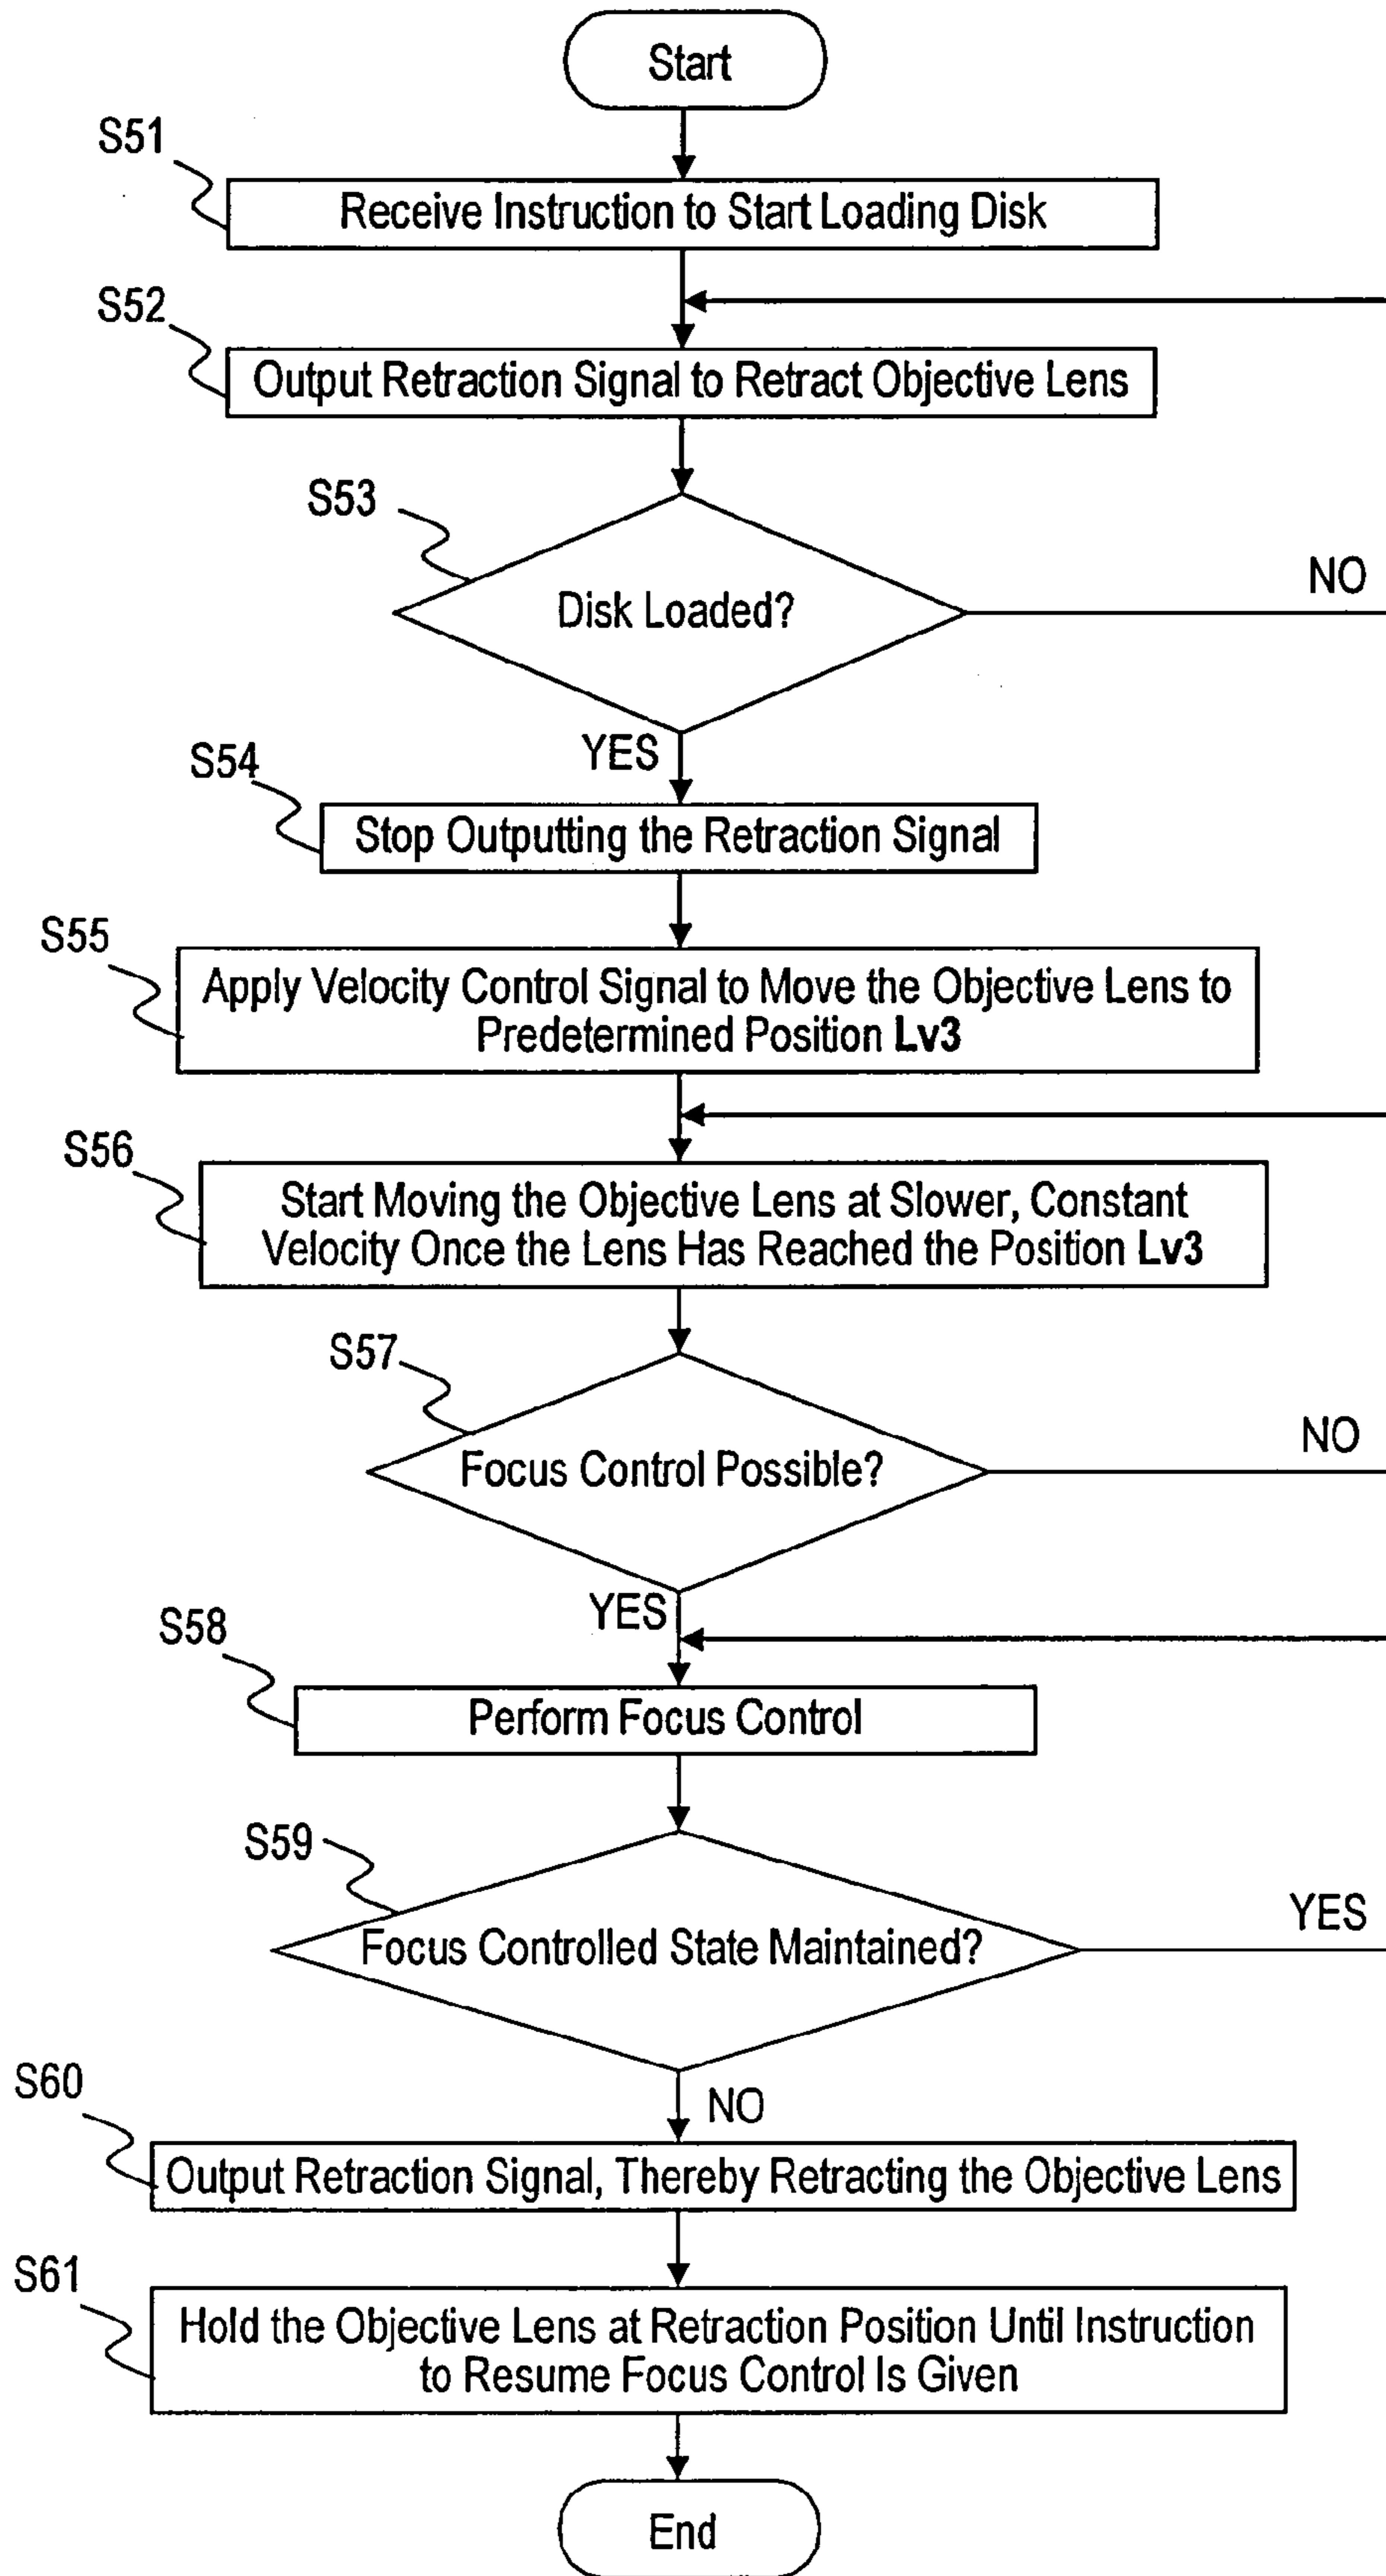 Start
S51
Receive Instruction to Start Loading Disk
S52
Output Retraction Signal to Retract Objective Lens
S53
Disk Loaded?
NO
YES
S54
Stop Outputting the Retraction Signal
S55
Apply Velocity Control Signal to Move the Objective Lens to
Predetermined Position Lv3
S56
Start Moving the Objective Lens at Slower, Constant
Velocity Once the Lens Has Reached the Position Lv3
S57
Focus Control Possible?
NO
YES
S58
Perform Focus Control
S59
Focus Controlled State Maintained?
YES
NO
S60
Output Retraction Signal, Thereby Retracting the Objective Lens
S61
Hold the Objective Lens at Retraction Position Until Instruction
to Resume Focus Control Is Given
End